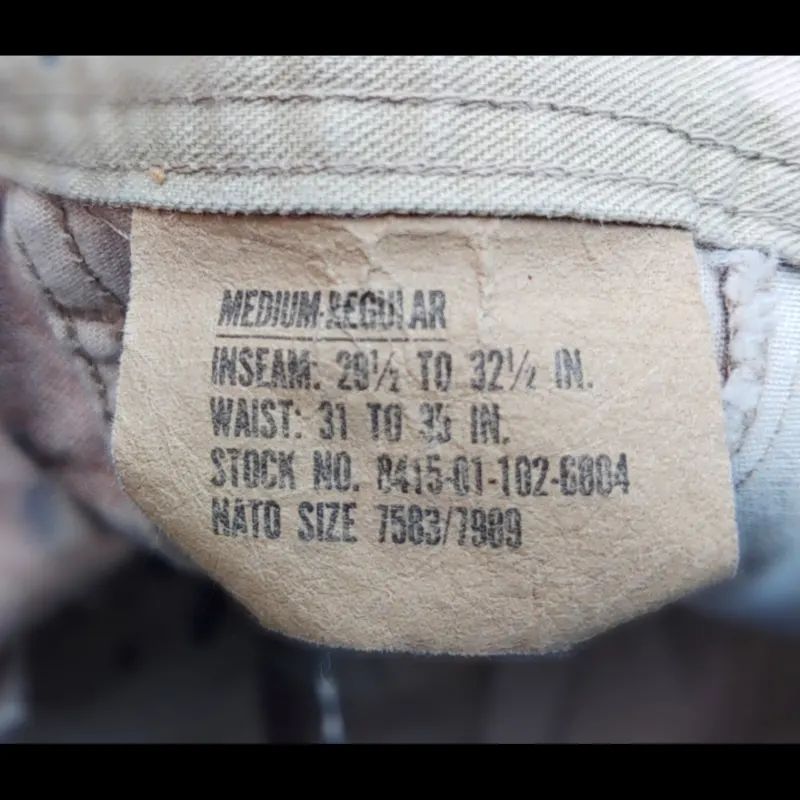 MEDIUM-REGULAR
INSEAM: 29½ TO 32½ IN.
WAIST: 31 TO 35 IN.
STOCK NO. 8415-01-102-6804
NATO SIZE 7583/7989